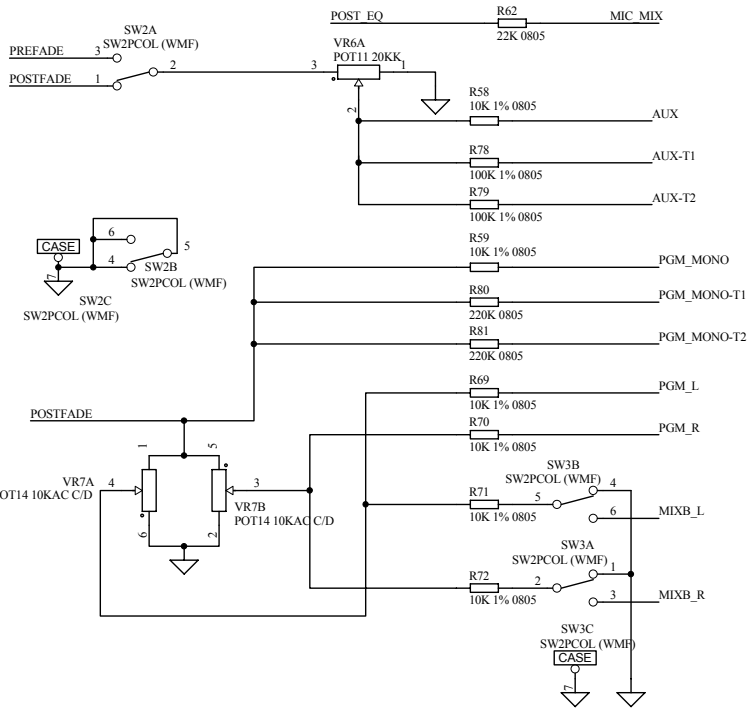 POST_EQ
R62
MIC_MIX
22K 0805
SW2A
SW2PCOL (WMF)
PREFADE
3
POSTFADE
1
2
VR6A
POT11 20KK
3
1
2
R58
10K 1% 0805
AUX
R78
100K 1% 0805
AUX-T1
R79
100K 1% 0805
AUX-T2
CASE
7
6
4
5
SW2B
SW2PCOL (WMF)
SW2C
SW2PCOL (WMF)
R59
10K 1% 0805
PGM_MONO
R80
220K 0805
PGM_MONO-T1
R81
220K 0805
PGM_MONO-T2
R69
10K 1% 0805
PGM_L
R70
10K 1% 0805
PGM_R
POSTFADE
1
5
4
VR7A
OT14 10KAC C/D
3
VR7B
POT14 10KAC C/D
6
2
R71
10K 1% 0805
SW3B
SW2PCOL (WMF)
5
4
6
MIXB_L
R72
10K 1% 0805
SW3A
SW2PCOL (WMF)
2
1
3
MIXB_R
SW3C
SW2PCOL (WMF)
CASE
7